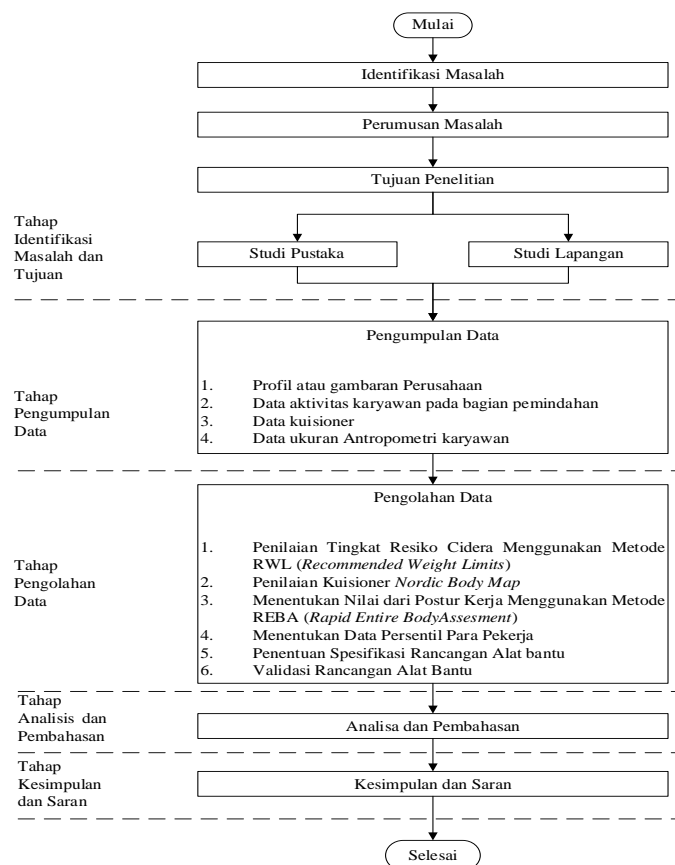 Mulai
Identifikasi Masalah
Perumusan Masalah
Tujuan Penelitian
Tahap
Identifikasi
Masalah dan
Tujuan
Studi Pustaka
Studi Lapangan
Pengumpulan Data
Tahap
Pengumpulan
Data
1. Profil atau gambaran Perusahaan
2. Data aktivitas karyawan pada bagian pemindahan
3. Data kuisioner
4. Data ukuran Antropometri karyawan
Pengolahan Data
Tahap
Pengolahan
Data
1. Penilaian Tingkat Resiko Cidera Menggunakan Metode
RWL (Recommended Weight Limits)
2. Penilaian Kuisioner Nordic Body Map
3. Menentukan Nilai dari Postur Kerja Menggunakan Metode
REBA (Rapid Entire BodyAssesment)
4. Menentukan Data Persentil Para Pekerja
5. Penentuan Spesifikasi Rancangan Alat bantu
6. Validasi Rancangan Alat Bantu
Tahap
Analisis dan
Pembahasan
Analisa dan Pembahasan
Tahap
Kesimpulan
dan Saran
Kesimpulan dan Saran
Selesai